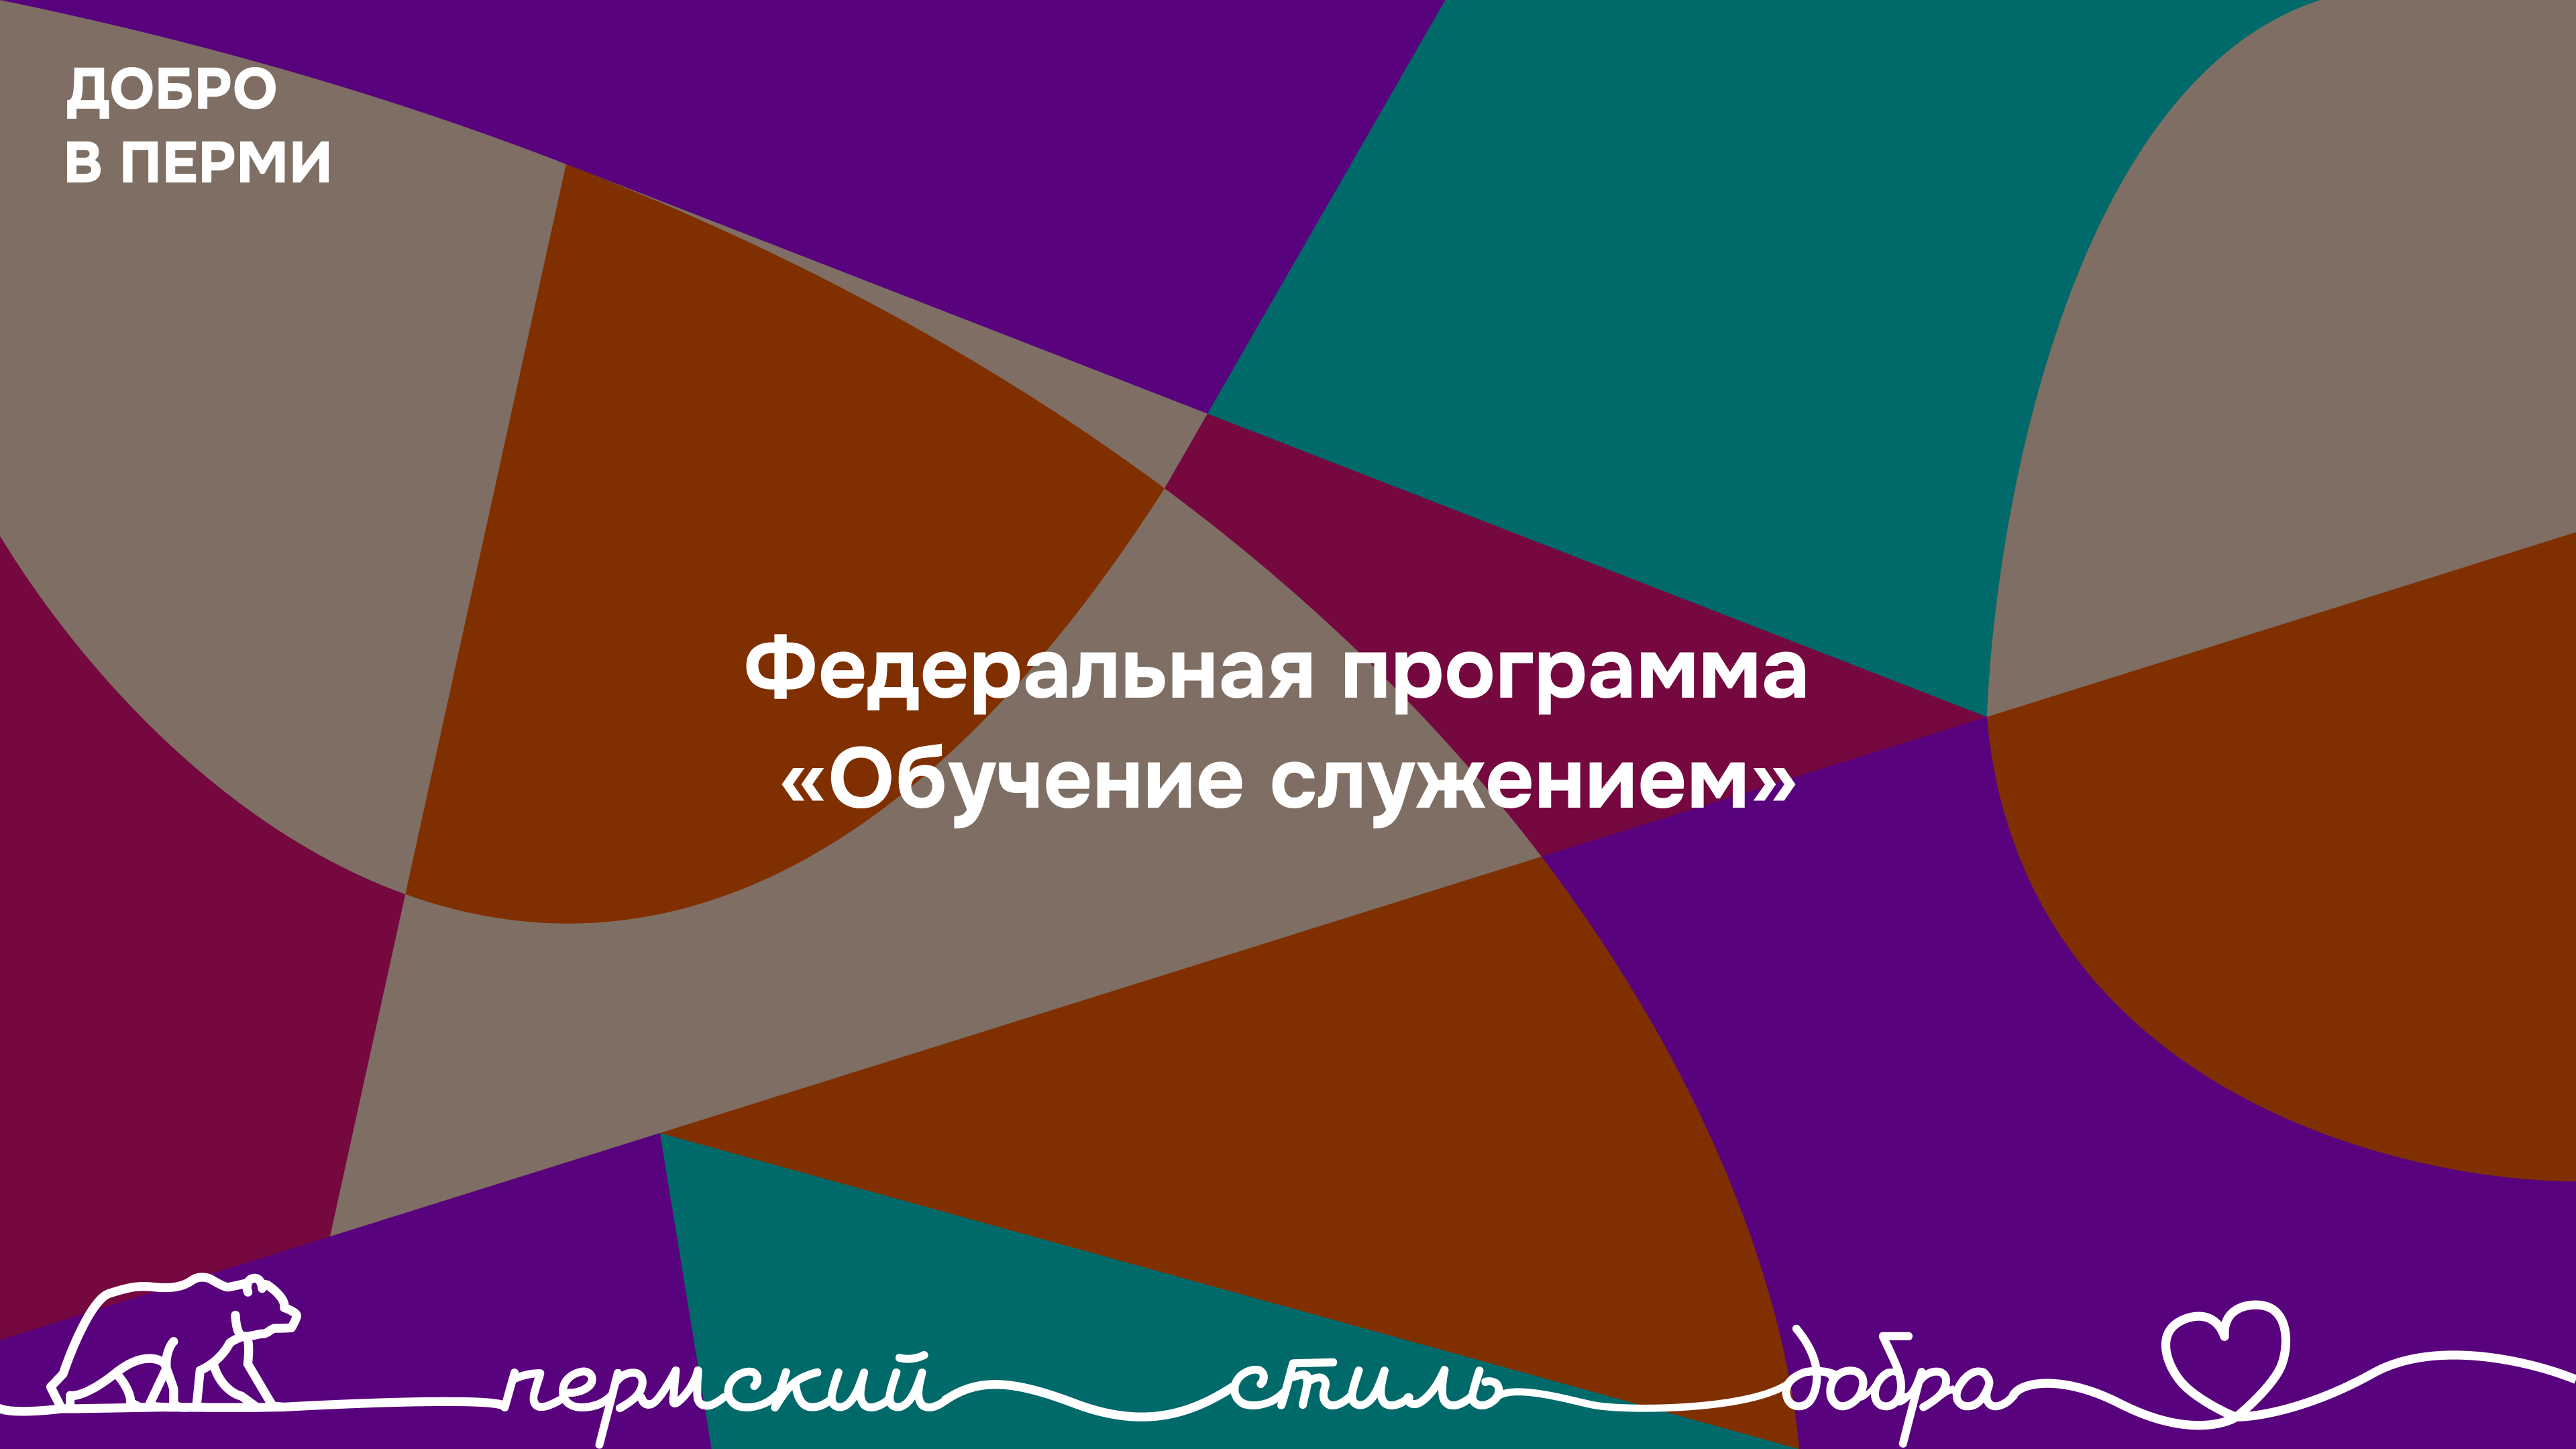 ДОБРО
В ПЕРМИ
Федеральная программа
«Обучение служением»
пермский стиль добра